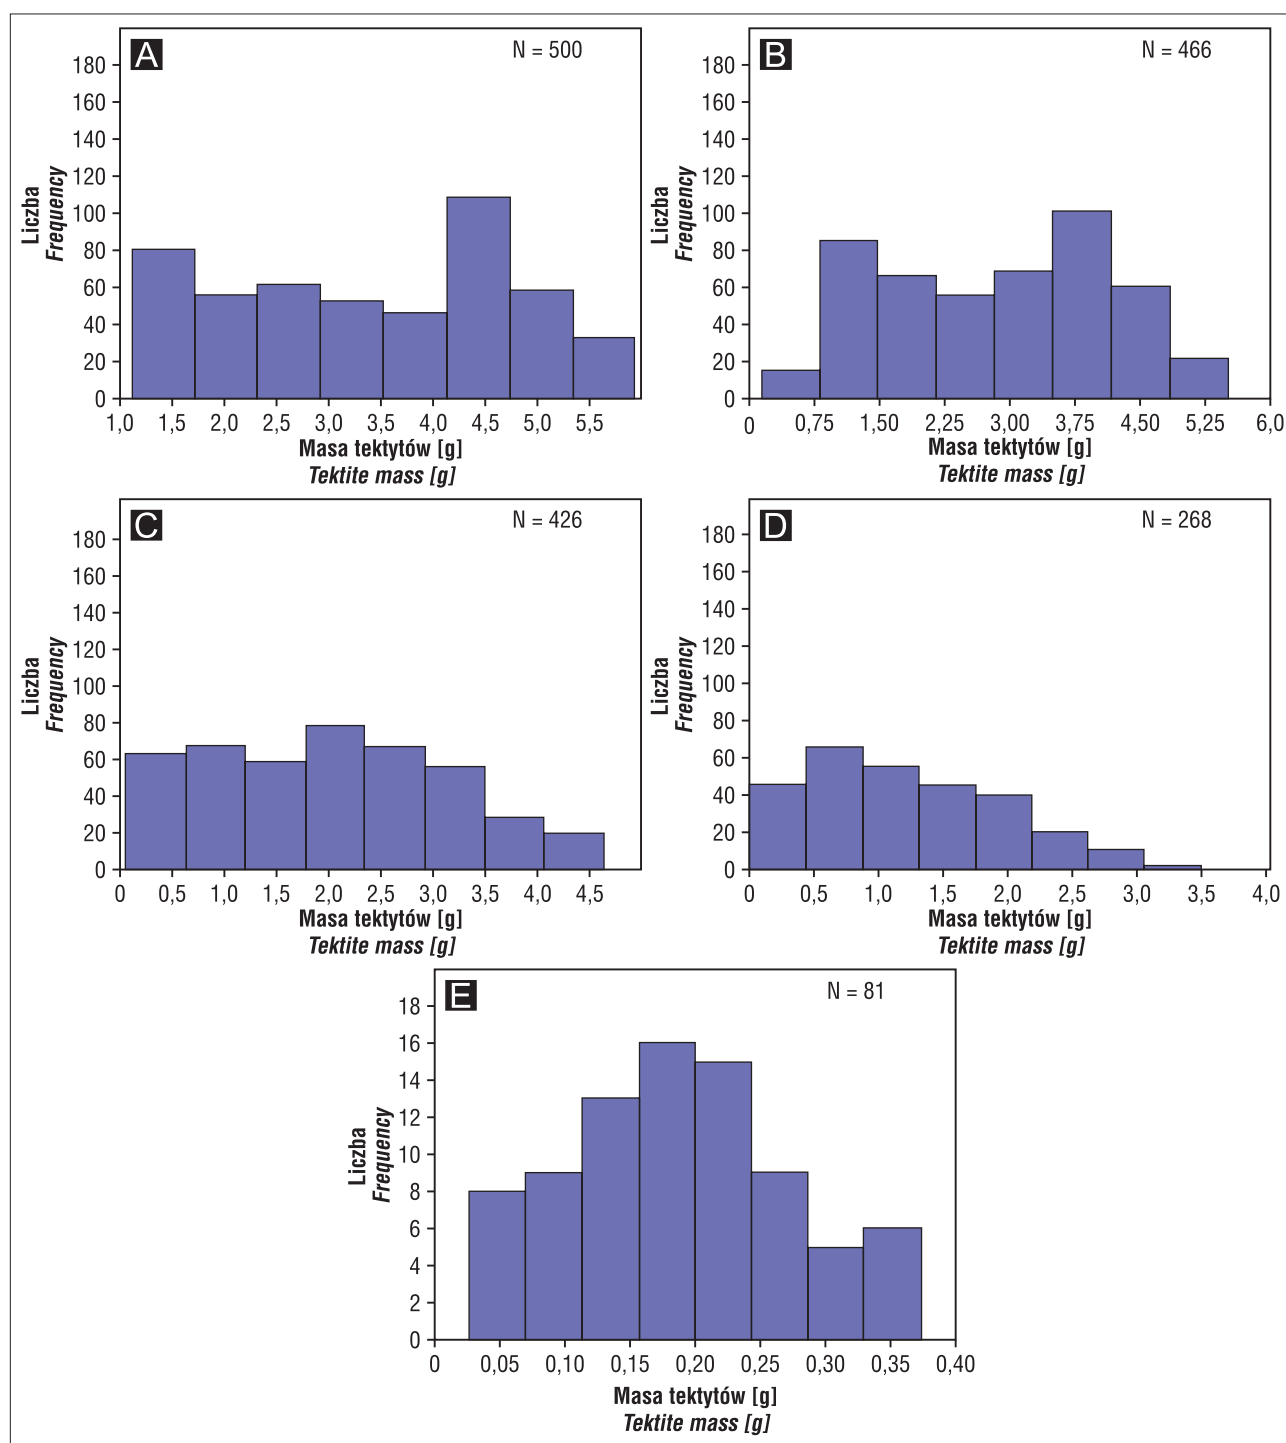 A
N = 500
180
160
140
120
100
80
60
40
20
0
Liczba
Frequency
1,0 1,5 2,0 2,5 3,0 3,5 4,0 4,5 5,0 5,5
Masa tektytów [g]
Tektite mass [g]
B
N = 466
180
160
140
120
100
80
60
40
20
0
Liczba
Frequency
0 0,75 1,50 2,25 3.00 3,75 4,50 5,25 6,0
Masa tektytów [g]
Tektite mass [g]
C
N = 426
180
160
140
120
100
80
60
40
20
0
Liczba
Frequency
0 0,5 1,0 1,5 2,0 2,5 3,0 3,5 4,0 4,5
Masa tektytów [g]
Tektite mass [g]
D
N = 268
180
160
140
120
100
80
60
40
20
0
Liczba
Frequency
0 0,5 1,0 1,5 2,0 2,5 3,0 3,5 4,0
Masa tektytów [g]
Tektite mass [g]
E
N = 81
18
16
14
12
10
8
6
4
2
0
Liczba
Frequency
0 0,05 0,10 0,15 0,20 0,25 0,30 0,35 0,40
Masa tektytów [g]
Tektite mass [g]